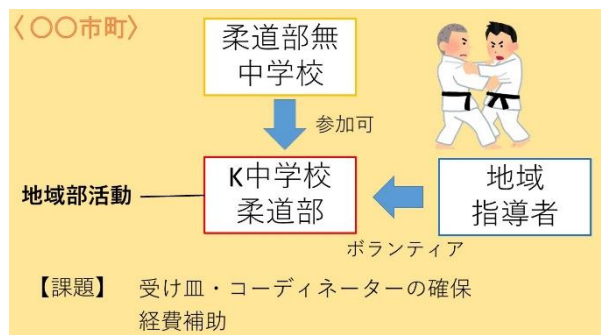 〈〇〇市町〉
柔道部無
中学校
参加可
地域部活動
K中学校
柔道部
地域
指導者
ボランティア
【課題】 受け皿・コーディネーターの確保
経費補助